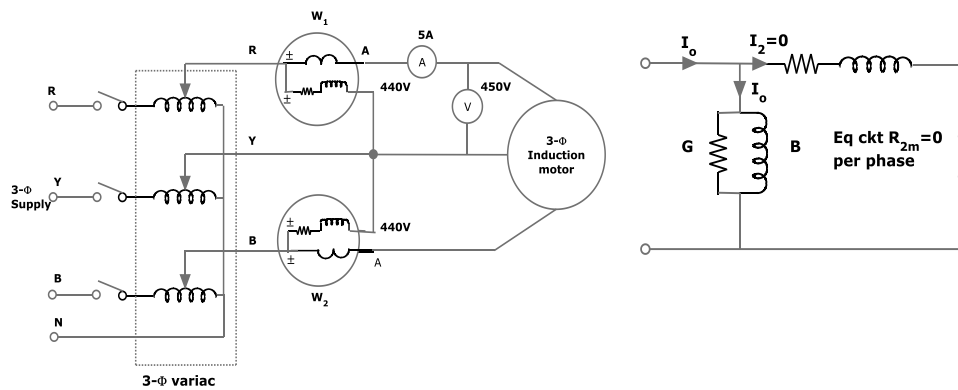 W1
5A
R
±
A
A
±
440V
450V
V
R
Y
3-Φ
Induction
motor
Y
3-Φ
Supply
±
440V
B
±
A
B
W2
N
3-Φ variac
Io
I2=0
Io
G
B
Eq ckt R2m=0
per phase